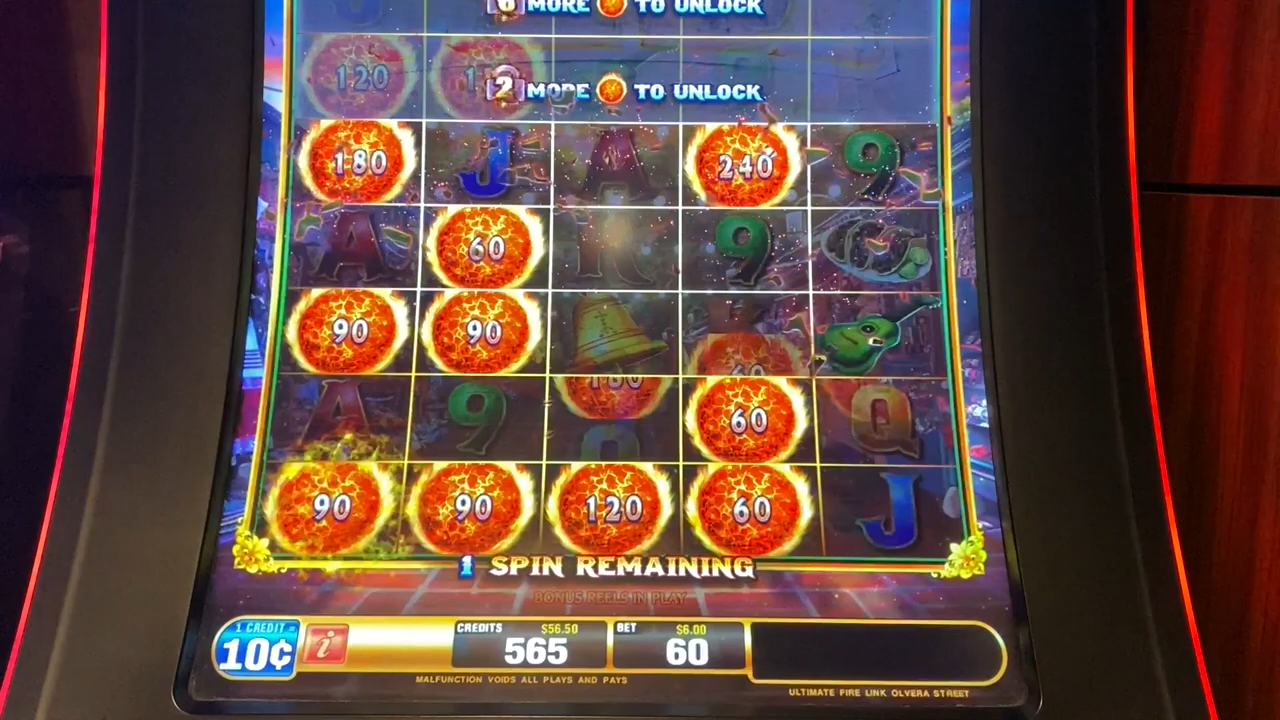 6 MORE TO UNLOCK
120
2 MORE TO UNLOCK
180 J A 240 9
A 60 K 9
90 90
60
A 9 180 60 Q
90 90 120 60 J
1 SPIN REMAINING
BONUS REELS IN PLAY
1 CREDIT =
10¢
i
CREDITS $56.50
565
BET $6.00
60
MALFUNCTION VOIDS ALL PLAYS AND PAYS
ULTIMATE FIRE LINK OLVERA STREET